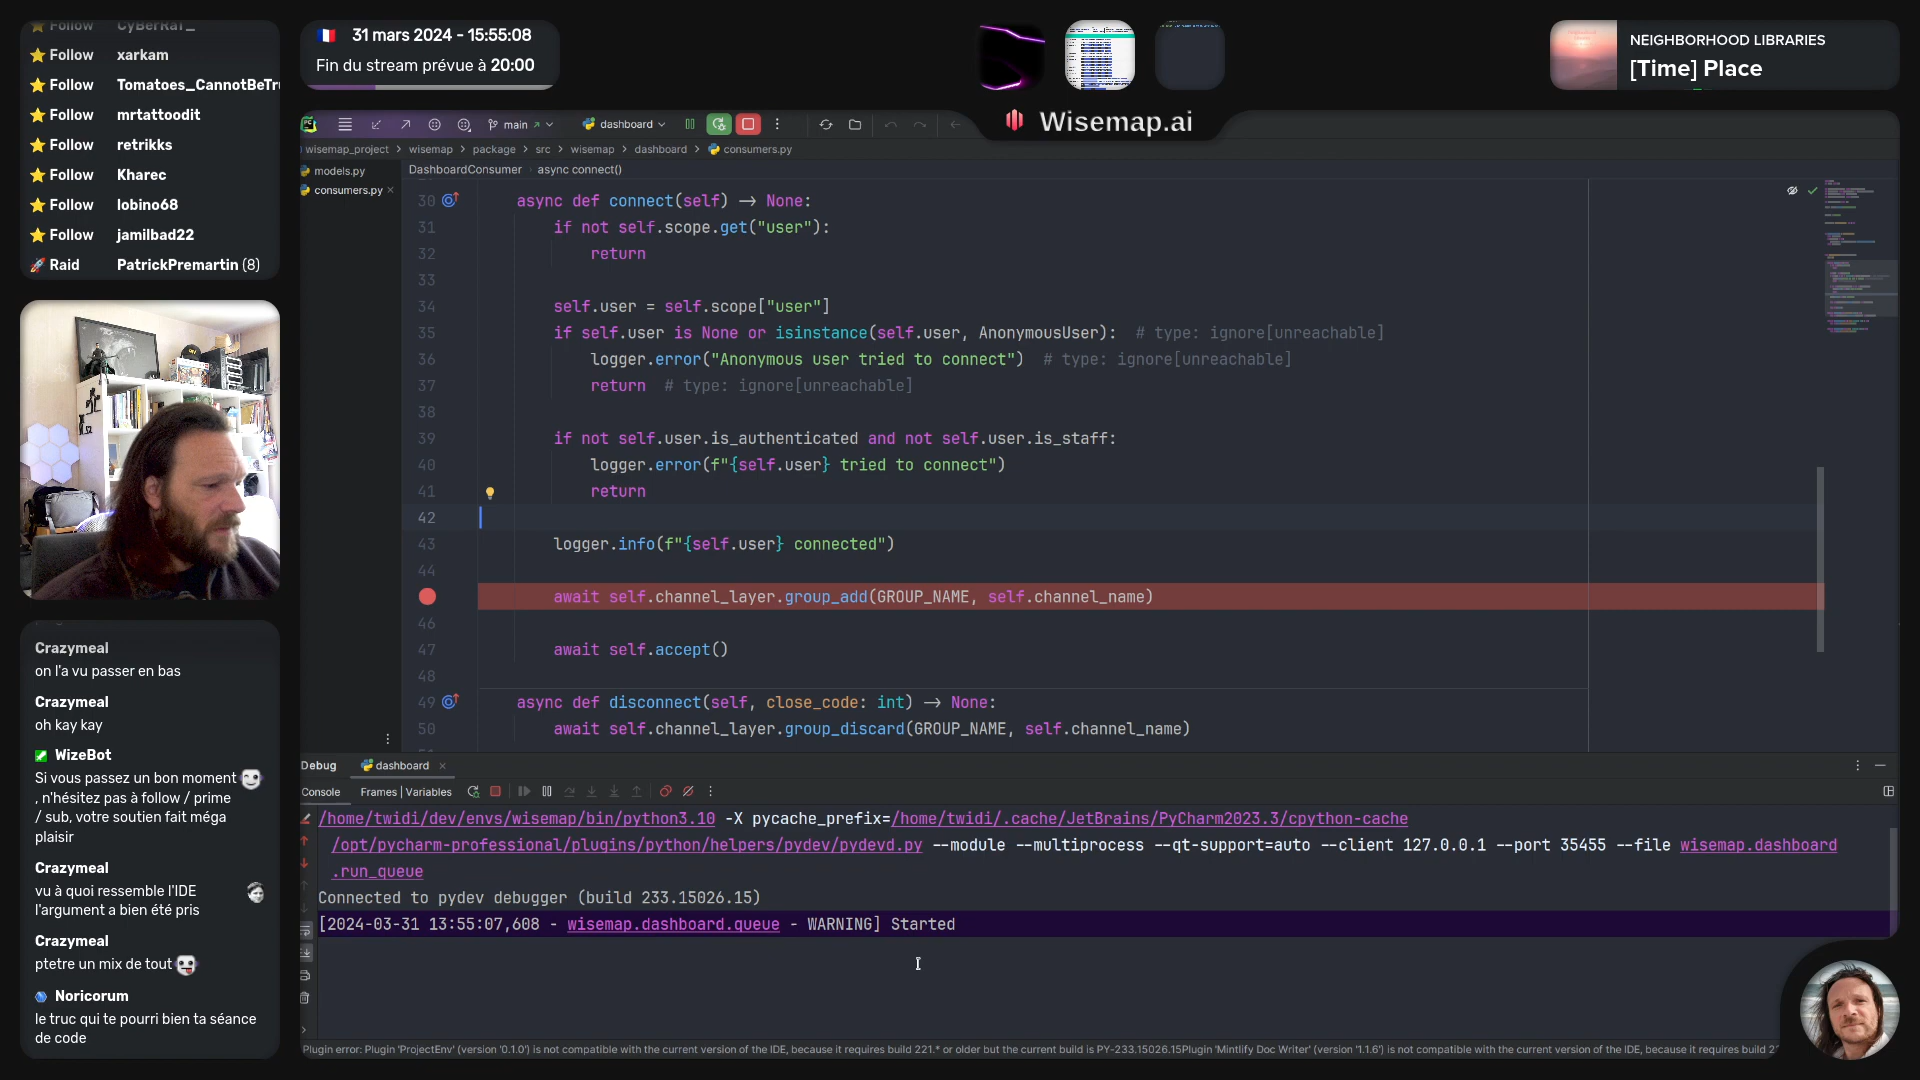 Follow CyBerRaT_
Follow xarkam
Follow Tomatoes_CannotBeTr
Follow mrtattoodit
Follow retrikks
Follow Kharec
Follow lobino68
Follow jamilbad22
Raid PatrickPremartin (8)
31 mars 2024 - 15:55:08
Fin du stream prévue à 20:00
NEIGHBORHOOD LIBRARIES
[Time] Place
Wisemap.ai
main
dashboard
wisemap_project > wisemap > package > src > wisemap > dashboard > consumers.py
models.py
consumers.py
DashboardConsumer > async connect()
30 async def connect(self) → None:
31 if not self.scope.get("user"):
32 return
33
34 self.user = self.scope["user"]
35 if self.user is None or isinstance(self.user, AnonymousUser):  # type: ignore[unreachable]
36 logger.error("Anonymous user tried to connect")  # type: ignore[unreachable]
37 return  # type: ignore[unreachable]
38
39 if not self.user.is_authenticated and not self.user.is_staff:
40 logger.error(f"{self.user} tried to connect")
41 return
42
43 logger.info(f"{self.user} connected")
44
await self.channel_layer.group_add(GROUP_NAME, self.channel_name)
46
47 await self.accept()
48
49 async def disconnect(self, close_code: int) → None:
50 await self.channel_layer.group_discard(GROUP_NAME, self.channel_name)
Debug dashboard
Console Frames | Variables
/home/twidi/dev/envs/wisemap/bin/python3.10 -X pycache_prefix=/home/twidi/.cache/JetBrains/PyCharm2023.3/cpython-cache
/opt/pycharm-professional/plugins/python/helpers/pydev/pydevd.py --module --multiprocess --qt-support=auto --client 127.0.0.1 --port 35455 --file wisemap.dashboard
.run_queue
Connected to pydev debugger (build 233.15026.15)
[2024-03-31 13:55:07,608 - wisemap.dashboard.queue - WARNING] Started
Plugin error: Plugin 'ProjectEnv' (version '0.1.0') is not compatible with the current version of the IDE, because it requires build 221.* or older but the current build is PY-233.15026.15Plugin 'Mintlify Doc Writer' (version '1.1.6') is not compatible with the current version of the IDE, because it requires build 22
Crazymeal
on l'a vu passer en bas
Crazymeal
oh kay kay
WizeBot
Si vous passez un bon moment
, n'hésitez pas à follow / prime
/ sub, votre soutien fait méga
plaisir
Crazymeal
vu à quoi ressemble l'IDE
l'argument a bien été pris
Crazymeal
ptetre un mix de tout
Noricorum
le truc qui te pourri bien ta séance
de code